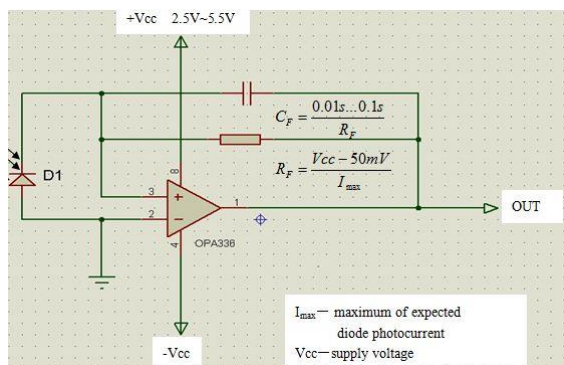 +Vcc 2.5V~5.5V
C_F = 0.01s...0.1s / R_F
R_F = Vcc − 50mV / I_max
D1
8
3
+
2
−
1
4
OPA336
OUT
-Vcc
I_max— maximum of expected
diode photocurrent
Vcc—supply voltage